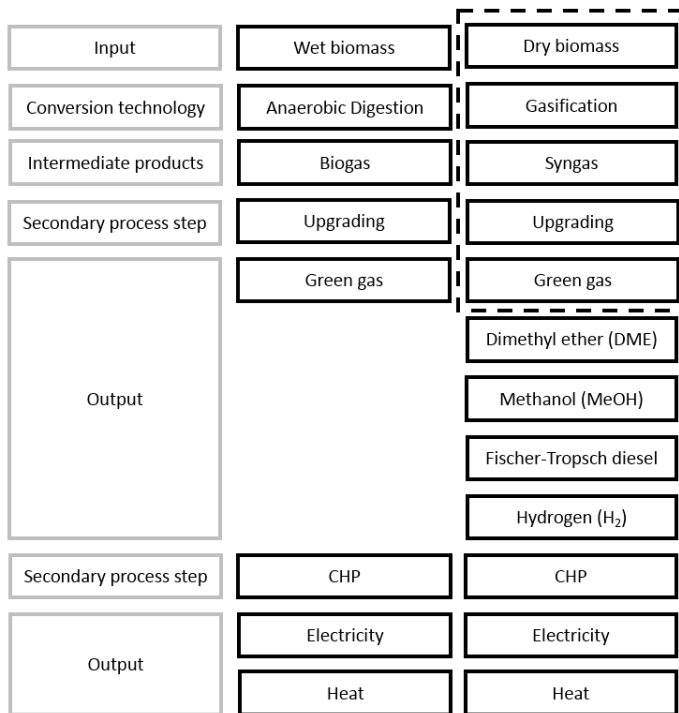 Input
Wet biomass
Dry biomass
Conversion technology
Anaerobic Digestion
Gasification
Intermediate products
Biogas
Syngas
Secondary process step
Upgrading
Upgrading
Output
Green gas
Green gas
Dimethyl ether (DME)
Methanol (MeOH)
Fischer-Tropsch diesel
Hydrogen (H₂)
Secondary process step
CHP
CHP
Output
Electricity
Electricity
Heat
Heat